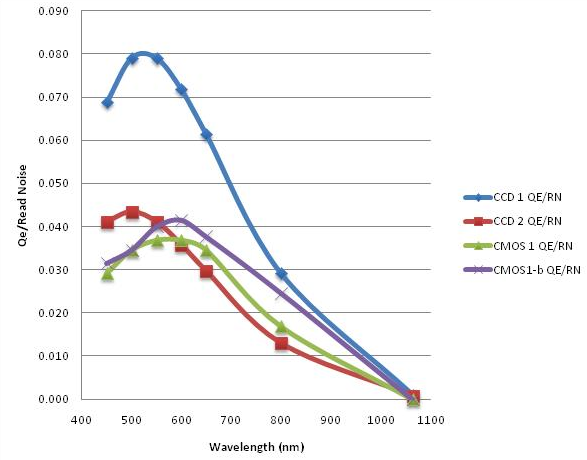 0.090
0.080
0.070
0.060
0.050
0.040
0.030
0.020
0.010
0.000
Qe/Read Noise
400 500 600 700 800 900 1000 1100
Wavelength (nm)
CCD 1 QE/RN
CCD 2 QE/RN
CMOS 1 QE/RN
CMOS1-b QE/RN